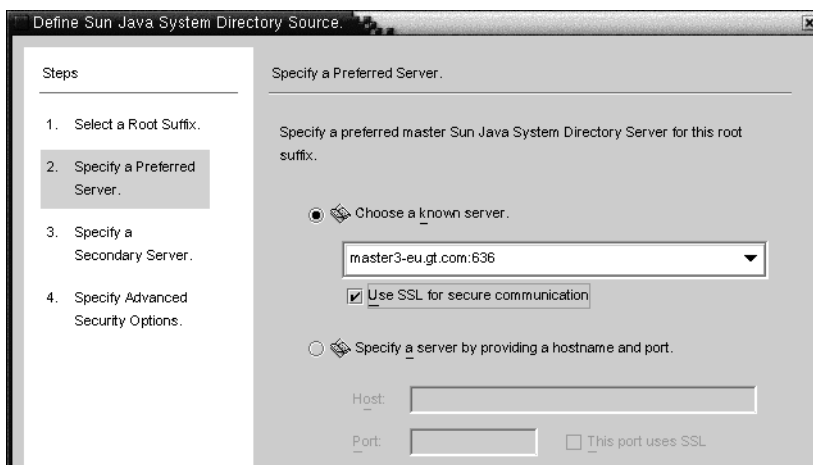 Define Sun Java System Directory Source.
Steps
1. Select a Root Suffix.
2. Specify a Preferred
Server.
3. Specify a
Secondary Server.
4. Specify Advanced
Security Options.
Specify a Preferred Server.
Specify a preferred master Sun Java System Directory Server for this root
suffix.
Choose a known server.
master3-eu.gt.com:636
Use SSL for secure communication
Specify a server by providing a hostname and port.
Host:
Port:
This port uses SSL